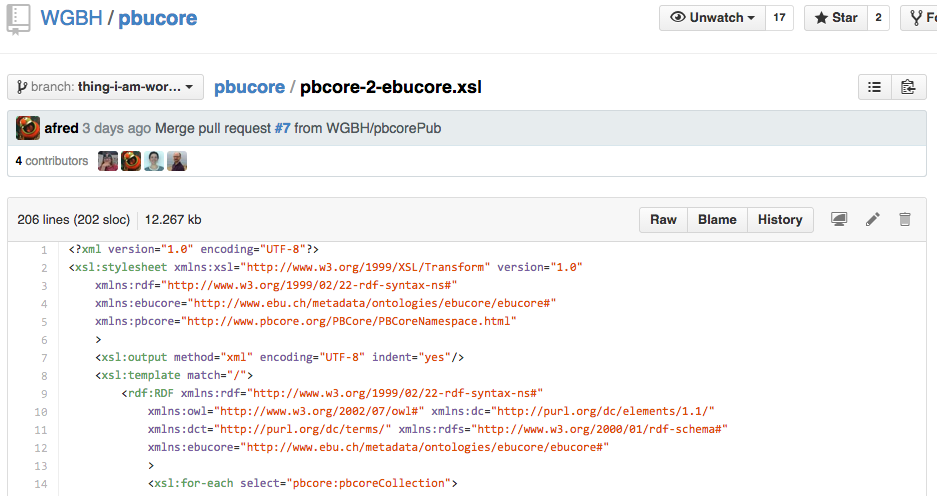 WGBH / pbucore
Unwatch 17 Star 2
branch: thing-i-am-wor... pbucore / pbcore-2-ebucore.xsl
afred 3 days ago Merge pull request #7 from WGBH/pbcorePub
4 contributors
206 lines (202 sloc) 12.267 kb Raw Blame History
1 <?xml version="1.0" encoding="UTF-8"?>
2 <xsl:stylesheet xmlns:xsl="http://www.w3.org/1999/XSL/Transform" version="1.0"
3 xmlns:rdf="http://www.w3.org/1999/02/22-rdf-syntax-ns#"
4 xmlns:ebucore="http://www.ebu.ch/metadata/ontologies/ebucore/ebucore#"
5 xmlns:pbcore="http://www.pbcore.org/PBCore/PBCoreNamespace.html"
6 >
7 <xsl:output method="xml" encoding="UTF-8" indent="yes"/>
8 <xsl:template match="/">
9 <rdf:RDF xmlns:rdf="http://www.w3.org/1999/02/22-rdf-syntax-ns#"
10 xmlns:owl="http://www.w3.org/2002/07/owl#" xmlns:dc="http://purl.org/dc/elements/1.1/"
11 xmlns:dct="http://purl.org/dc/terms/" xmlns:rdfs="http://www.w3.org/2000/01/rdf-schema#"
12 xmlns:ebucore="http://www.ebu.ch/metadata/ontologies/ebucore/ebucore#"
13 >
14 <xsl:for-each select="pbcore:pbcoreCollection">